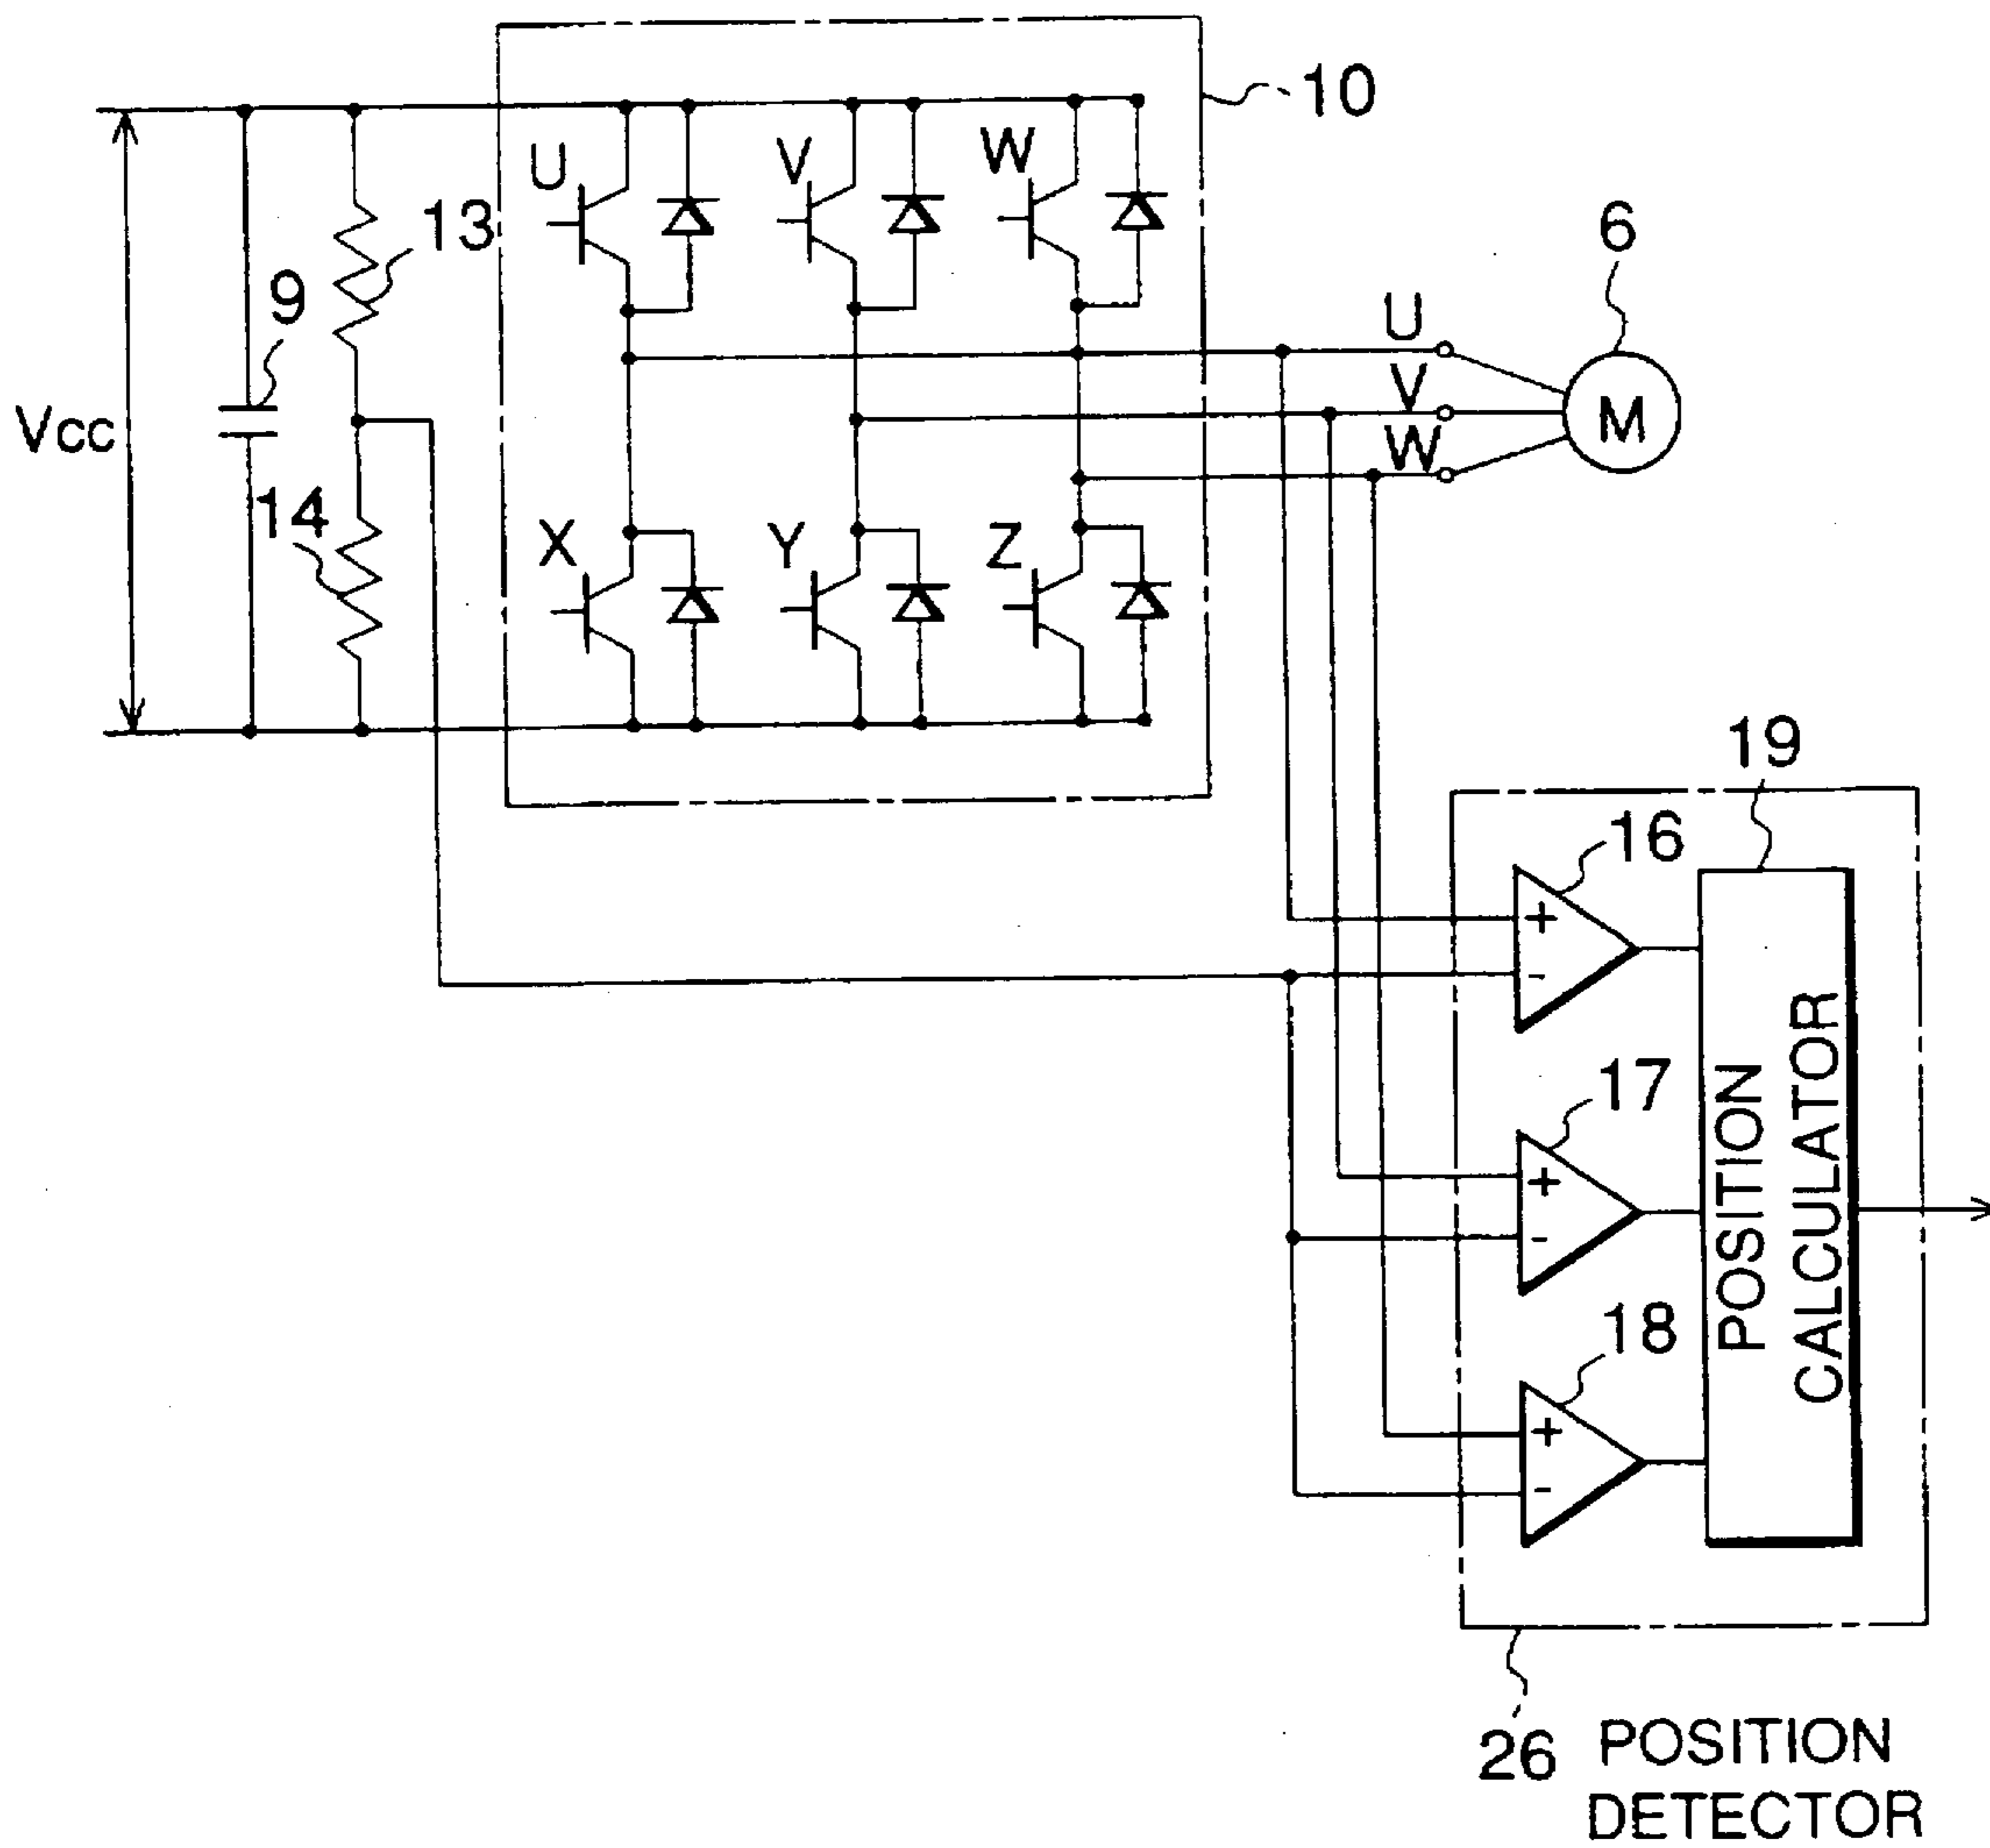 10
U
V
W
13
6
9
U
V
Vcc
M
W
14
X
Y
Z
19
16
+
-
17
+
-
POSITION
CALCULATOR
18
+
-
26 POSITION
DETECTOR